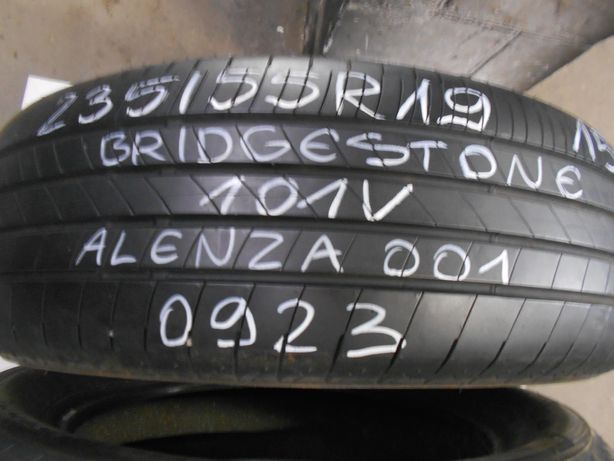 235/55R19
BRIDGESTONE
101V
ALENZA 001
0923